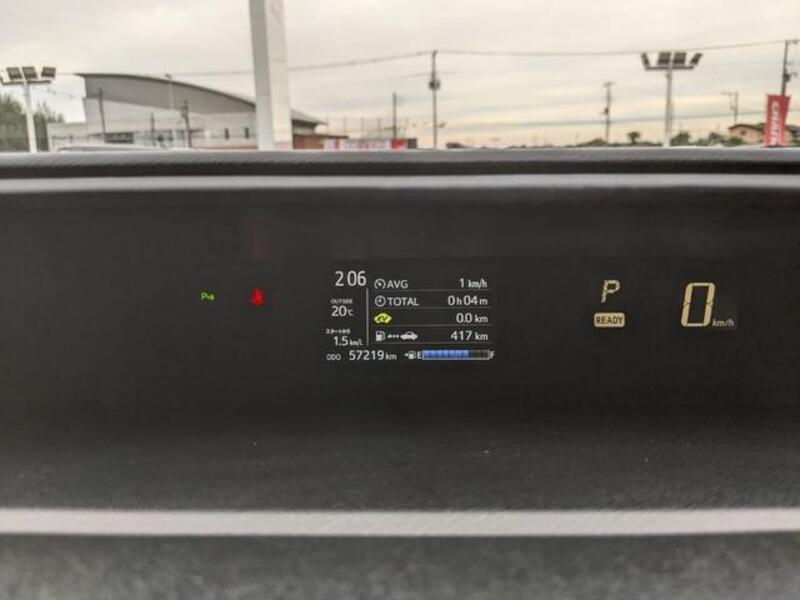 2:06
OUTSIDE
20℃
スタートから
1.5 km/L
ODO 57219 km
AVG 1 km/h
TOTAL 0h04m
0.0 km
417 km
E F
P
READY
0 km/h